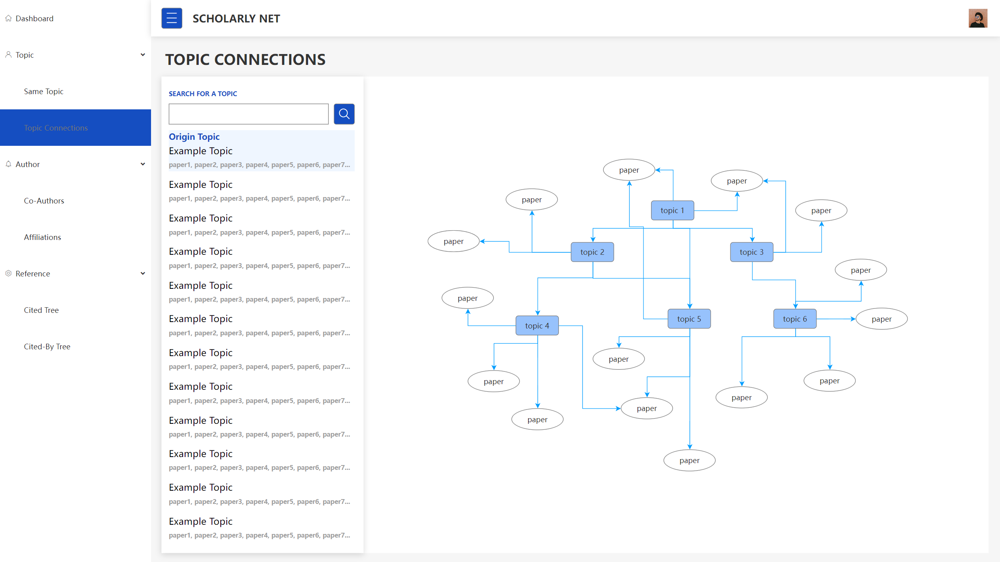 Dashboard
Topic
Same Topic
Topic Connections
Author
Co-Authors
Affiliations
Reference
Cited Tree
Cited-By Tree
SCHOLARLY NET
TOPIC CONNECTIONS
SEARCH FOR A TOPIC
Origin Topic
Example Topic
paper1, paper2, paper3, paper4, paper5, paper6, paper7...
Example Topic
paper1, paper2, paper3, paper4, paper5, paper6, paper7...
Example Topic
paper1, paper2, paper3, paper4, paper5, paper6, paper7...
Example Topic
paper1, paper2, paper3, paper4, paper5, paper6, paper7...
Example Topic
paper1, paper2, paper3, paper4, paper5, paper6, paper7...
Example Topic
paper1, paper2, paper3, paper4, paper5, paper6, paper7...
Example Topic
paper1, paper2, paper3, paper4, paper5, paper6, paper7...
Example Topic
paper1, paper2, paper3, paper4, paper5, paper6, paper7...
Example Topic
paper1, paper2, paper3, paper4, paper5, paper6, paper7...
Example Topic
paper1, paper2, paper3, paper4, paper5, paper6, paper7...
Example Topic
paper1, paper2, paper3, paper4, paper5, paper6, paper7...
Example Topic
paper1, paper2, paper3, paper4, paper5, paper6, paper7...
paper
paper
paper
topic 1
paper
paper
topic 2
topic 3
paper
paper
topic 5
topic 6
paper
topic 4
paper
paper
paper
paper
paper
paper
paper